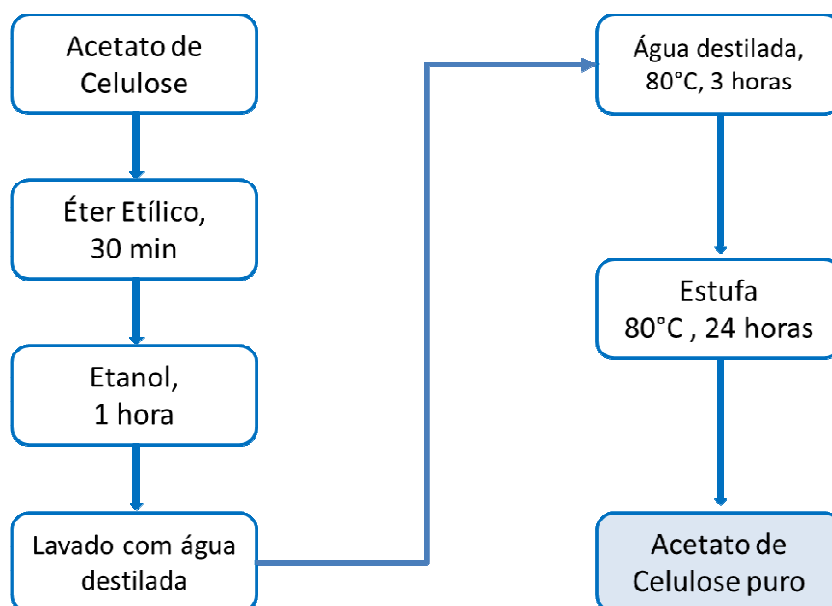 Acetato de
Celulose
Éter Etílico,
30 min
Etanol,
1 hora
Lavado com água
destilada
Água destilada,
80°C, 3 horas
Estufa
80°C , 24 horas
Acetato de
Celulose puro